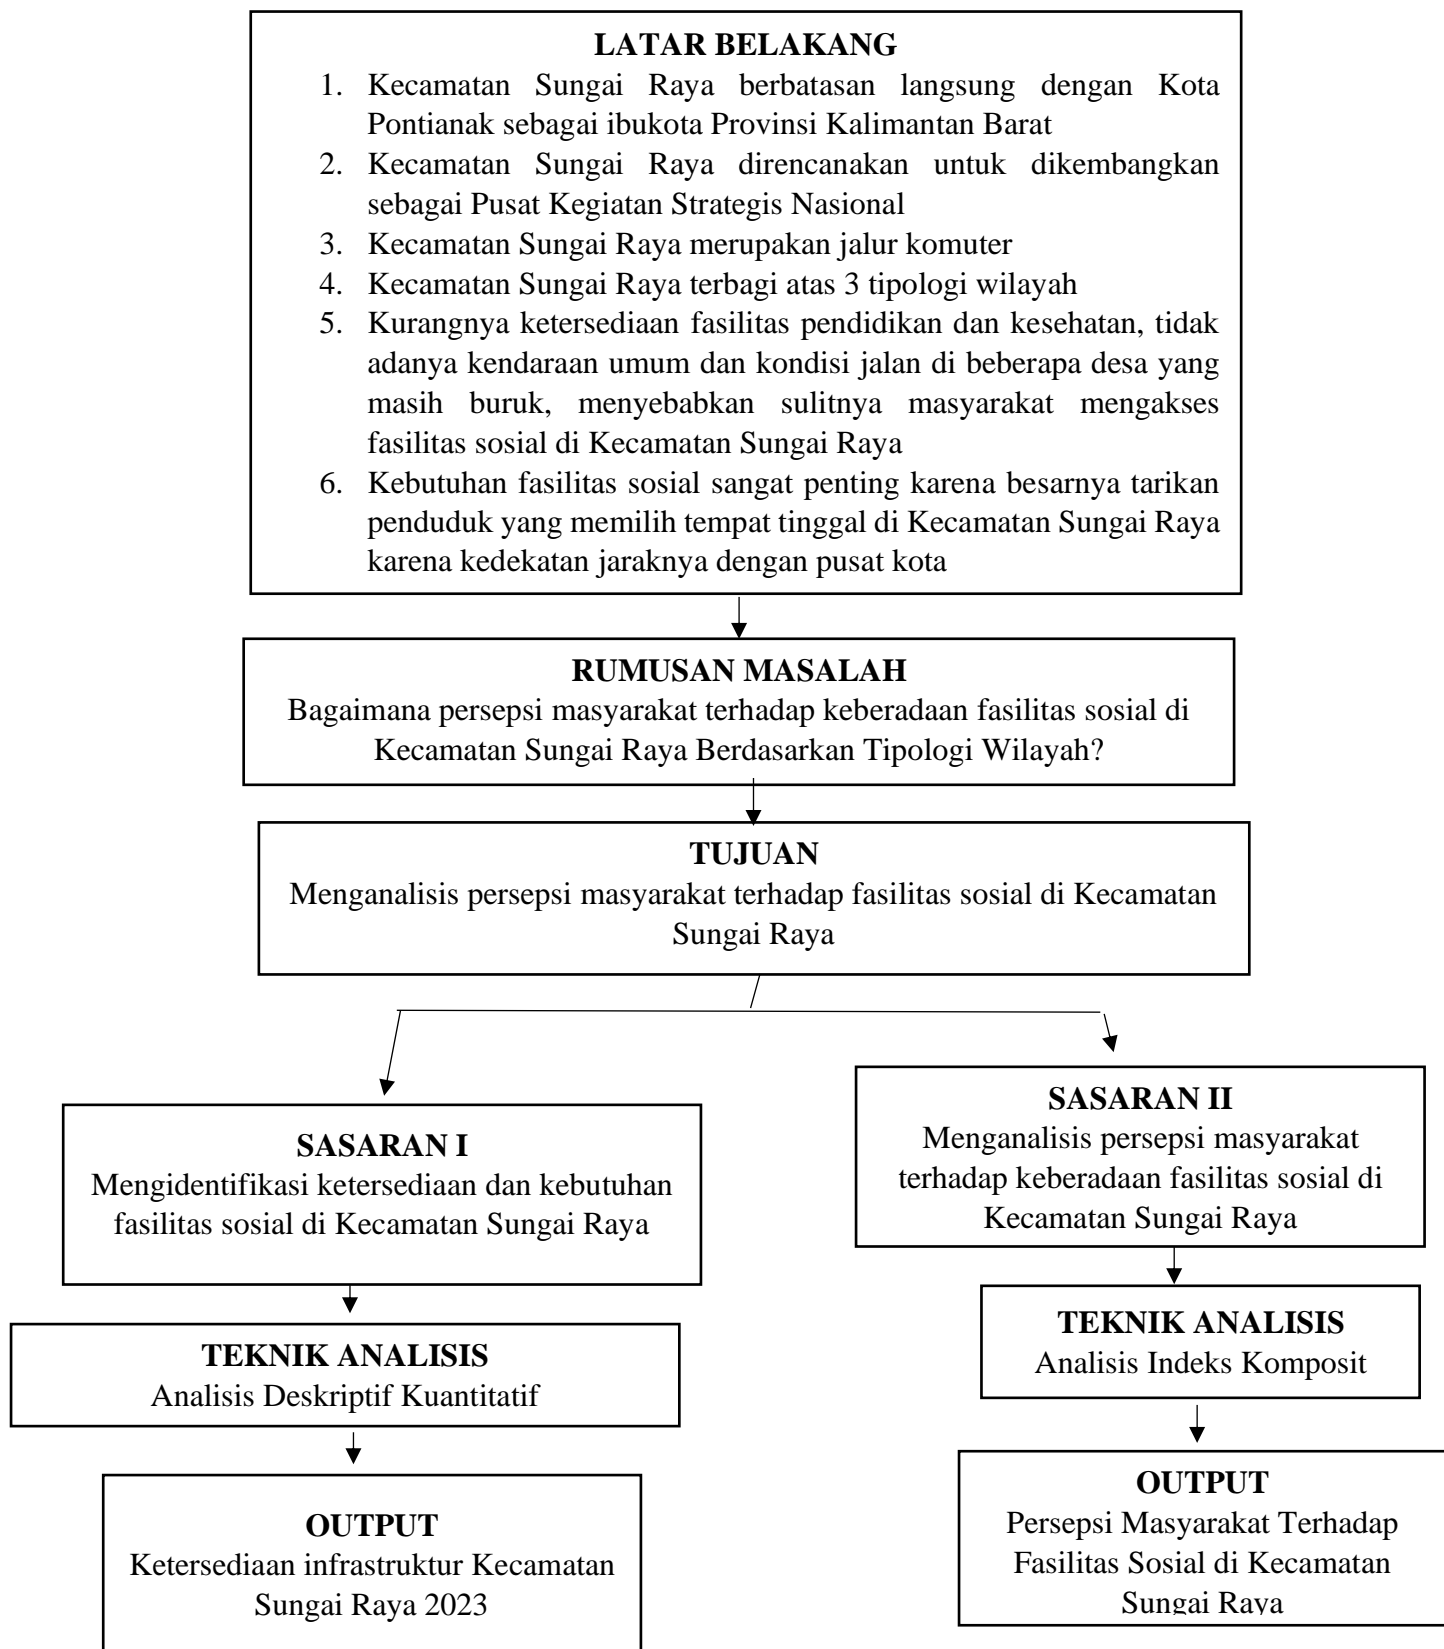 LATAR BELAKANG
1. Kecamatan Sungai Raya berbatasan langsung dengan Kota
Pontianak sebagai ibukota Provinsi Kalimantan Barat
2. Kecamatan Sungai Raya direncanakan untuk dikembangkan
sebagai Pusat Kegiatan Strategis Nasional
3. Kecamatan Sungai Raya merupakan jalur komuter
4. Kecamatan Sungai Raya terbagi atas 3 tipologi wilayah
5. Kurangnya ketersediaan fasilitas pendidikan dan kesehatan, tidak
adanya kendaraan umum dan kondisi jalan di beberapa desa yang
masih buruk, menyebabkan sulitnya masyarakat mengakses
fasilitas sosial di Kecamatan Sungai Raya
6. Kebutuhan fasilitas sosial sangat penting karena besarnya tarikan
penduduk yang memilih tempat tinggal di Kecamatan Sungai Raya
karena kedekatan jaraknya dengan pusat kota
RUMUSAN MASALAH
Bagaimana persepsi masyarakat terhadap keberadaan fasilitas sosial di
Kecamatan Sungai Raya Berdasarkan Tipologi Wilayah?
TUJUAN
Menganalisis persepsi masyarakat terhadap fasilitas sosial di Kecamatan
Sungai Raya
SASARAN I
Mengidentifikasi ketersediaan dan kebutuhan
fasilitas sosial di Kecamatan Sungai Raya
TEKNIK ANALISIS
Analisis Deskriptif Kuantitatif
OUTPUT
Ketersediaan infrastruktur Kecamatan
Sungai Raya 2023
SASARAN II
Menganalisis persepsi masyarakat
terhadap keberadaan fasilitas sosial di
Kecamatan Sungai Raya
TEKNIK ANALISIS
Analisis Indeks Komposit
OUTPUT
Persepsi Masyarakat Terhadap
Fasilitas Sosial di Kecamatan
Sungai Raya